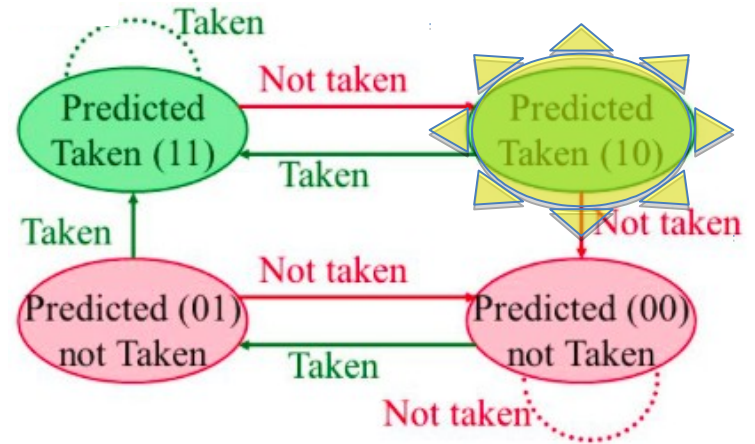 Taken
Not taken
Predicted
Taken (11)
Predicted
Taken (10)
Taken
Taken
Not taken
Not taken
Predicted (01)
not Taken
Predicted (00)
not Taken
Taken
Not taken